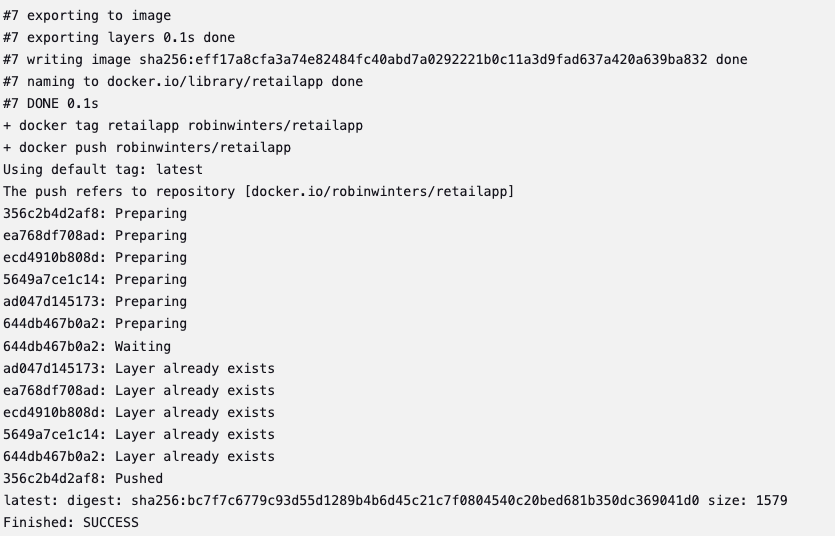 #7 exporting to image
#7 exporting layers 0.1s done
#7 writing image sha256:eff17a8cfa3a74e82484fc40abd7a0292221b0c11a3d9fad637a420a639ba832 done
#7 naming to docker.io/library/retailapp done
#7 DONE 0.1s
+ docker tag retailapp robinwinters/retailapp
+ docker push robinwinters/retailapp
Using default tag: latest
The push refers to repository [docker.io/robinwinters/retailapp]
356c2b4d2af8: Preparing
ea768df708ad: Preparing
ecd4910b808d: Preparing
5649a7ce1c14: Preparing
ad047d145173: Preparing
644db467b0a2: Preparing
644db467b0a2: Waiting
ad047d145173: Layer already exists
ea768df708ad: Layer already exists
ecd4910b808d: Layer already exists
5649a7ce1c14: Layer already exists
644db467b0a2: Layer already exists
356c2b4d2af8: Pushed
latest: digest: sha256:bc7f7c6779c93d55d1289b4b6d45c21c7f0804540c20bed681b350dc369041d0 size: 1579
Finished: SUCCESS